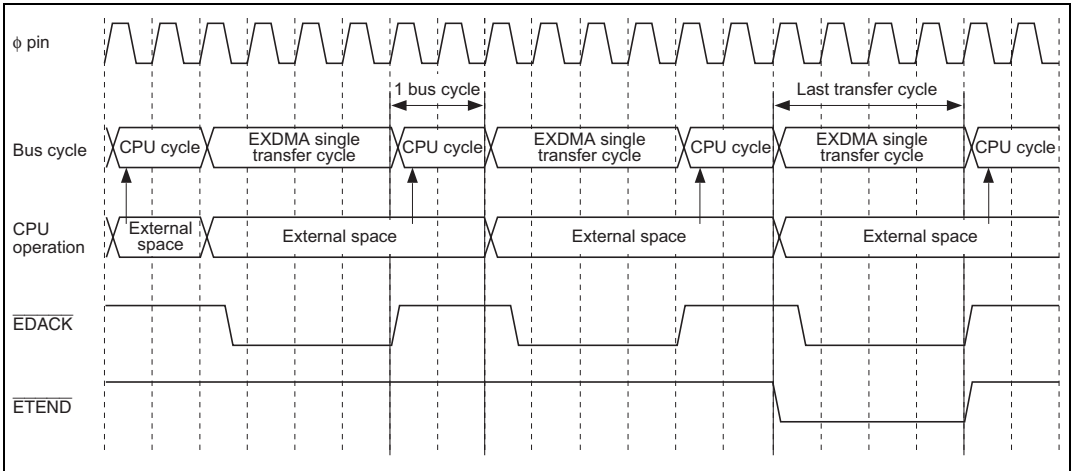 ϕ pin
1 bus cycle
Last transfer cycle
Bus cycle
CPU cycle
EXDMA single
transfer cycle
CPU cycle
EXDMA single
transfer cycle
CPU cycle
EXDMA single
transfer cycle
CPU cycle
CPU
operation
External
space
External space
External space
External space
EDACK
ETEND